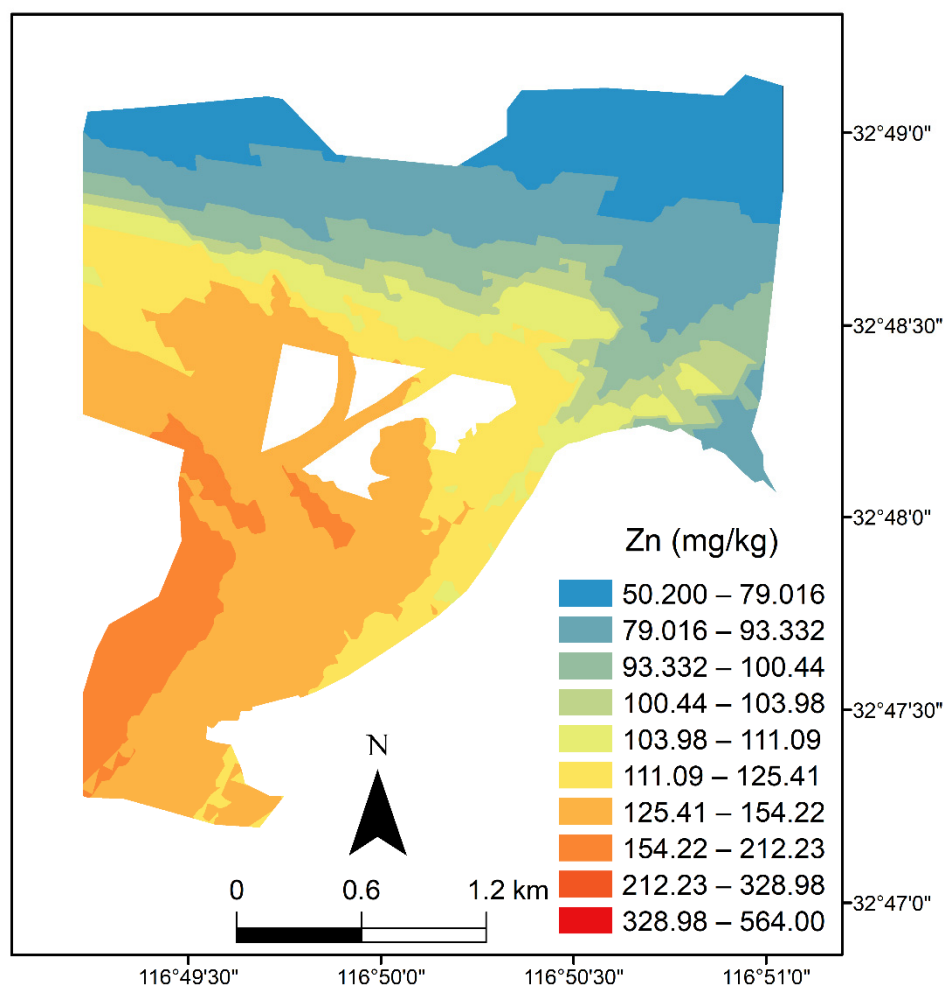 32°49'0"
32°48'30"
32°48'0"
Zn (mg/kg)
50.200 – 79.016
79.016 – 93.332
93.332 – 100.44
100.44 – 103.98
103.98 – 111.09
111.09 – 125.41
125.41 – 154.22
154.22 – 212.23
212.23 – 328.98
328.98 – 564.00
32°47'30"
N
0 0.6 1.2 km
32°47'0"
116°49'30" 116°50'0" 116°50'30" 116°51'0"